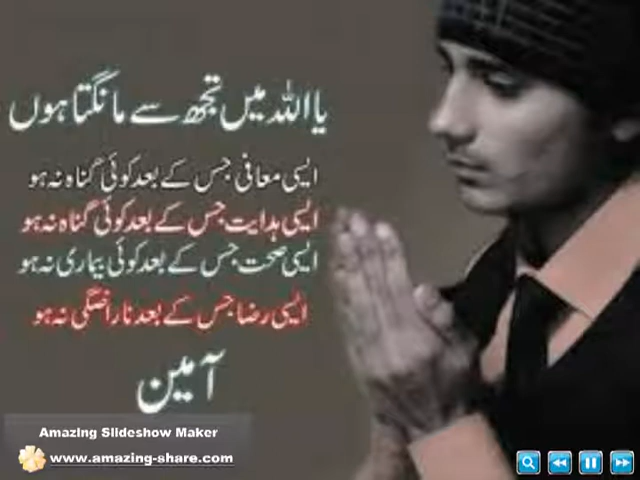 یا اللہ میں تجھ سے مانگتا ہوں
ایسی معافی جس کے بعد کوئی گناہ نہ ہو
ایسی ہدایت جس کے بعد کوئی گناہ نہ ہو
ایسی صحت جس کے بعد کوئی بیماری نہ ہو
ایسی رضا جس کے بعد ناراضگی نہ ہو
آمین
Amazing Slideshow Maker
www.amazing-share.com